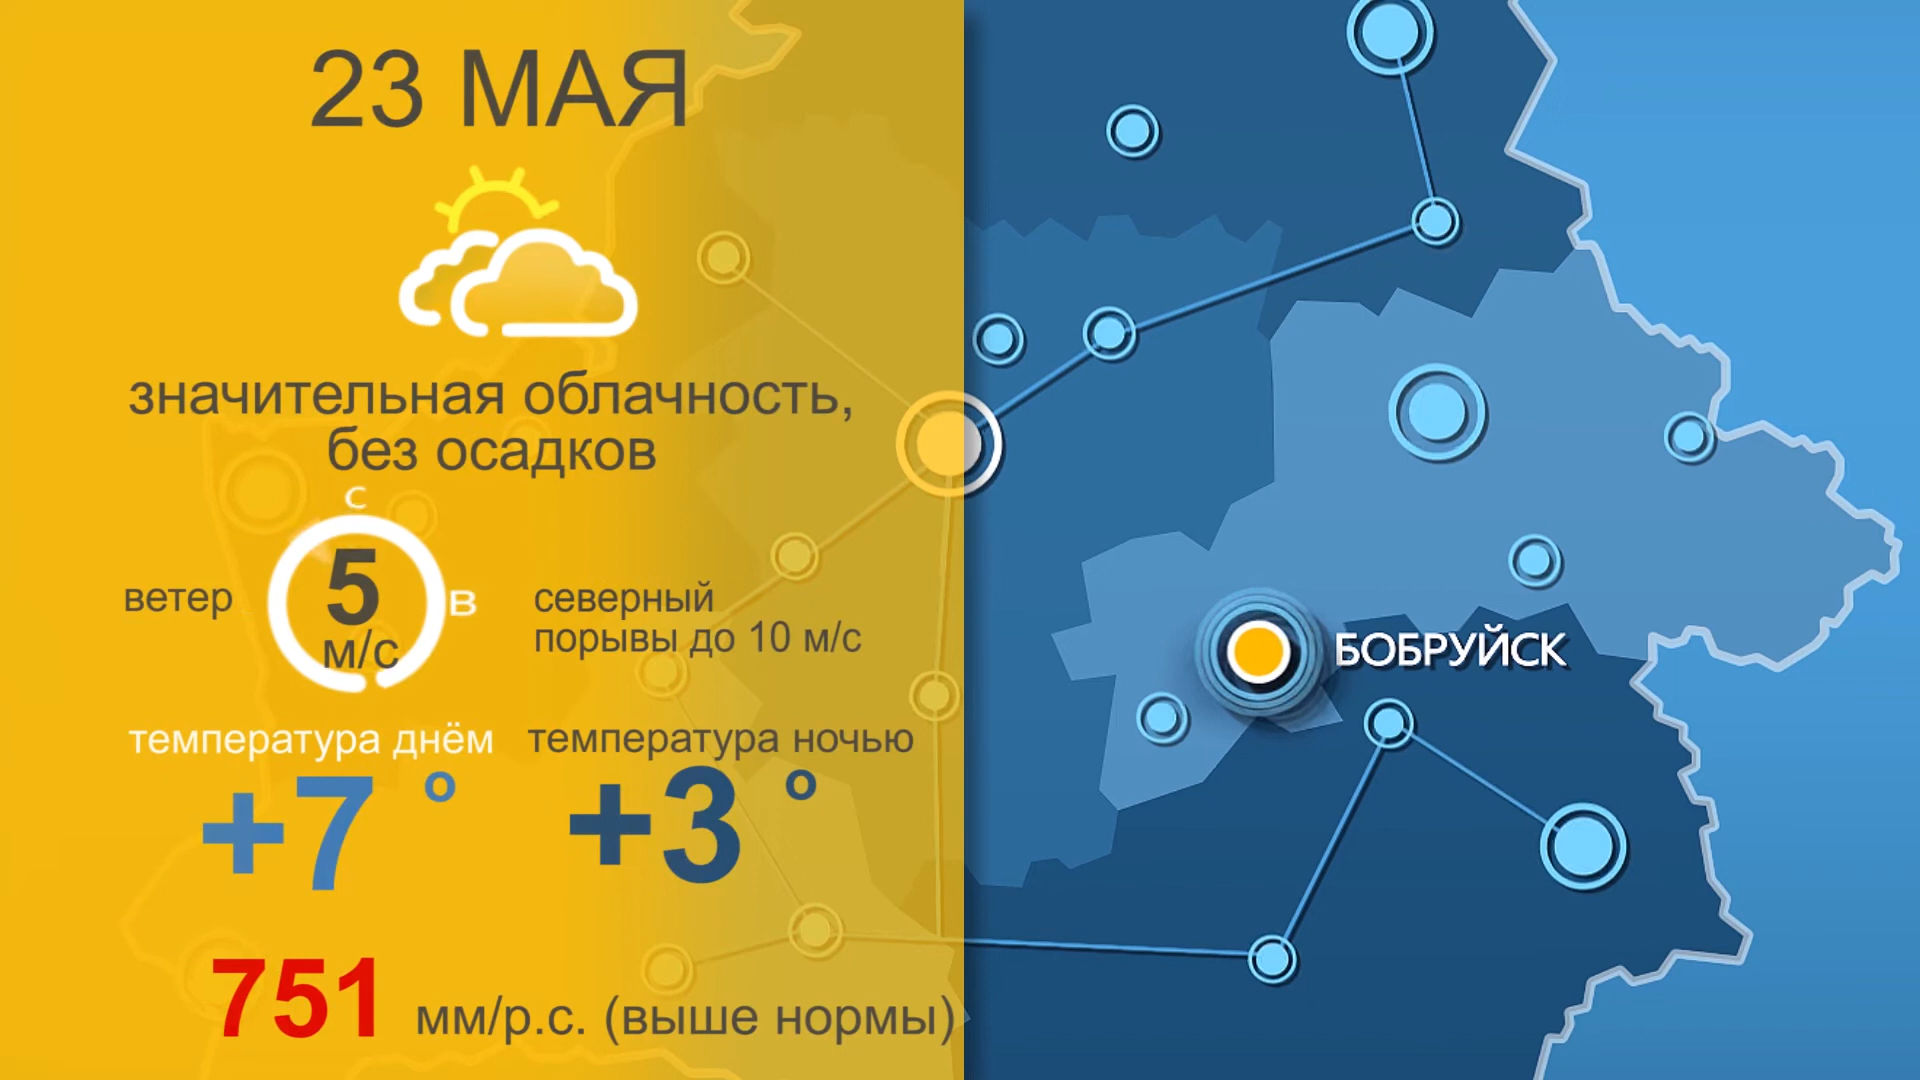 23 МАЯ
значительная облачность,
без осадков
С
ветер
5
м/с
В
северный
порывы до 10 м/с
БОБРУЙСК
температура днём
температура ночью
+7 °
+3 °
751 мм/р.с. (выше нормы)